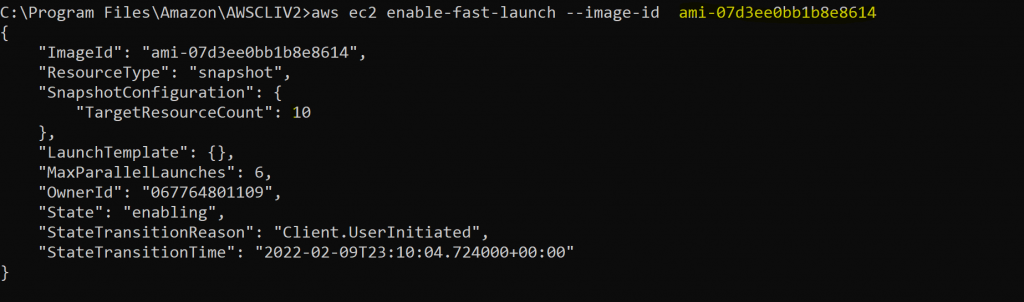 C:\Program Files\Amazon\AWSCLIV2>aws ec2 enable-fast-launch --image-id  ami-07d3ee0bb1b8e8614
{
    "ImageId": "ami-07d3ee0bb1b8e8614",
    "ResourceType": "snapshot",
    "SnapshotConfiguration": {
        "TargetResourceCount": 10
    },
    "LaunchTemplate": {},
    "MaxParallelLaunches": 6,
    "OwnerId": "067764801109",
    "State": "enabling",
    "StateTransitionReason": "Client.UserInitiated",
    "StateTransitionTime": "2022-02-09T23:10:04.724000+00:00"
}